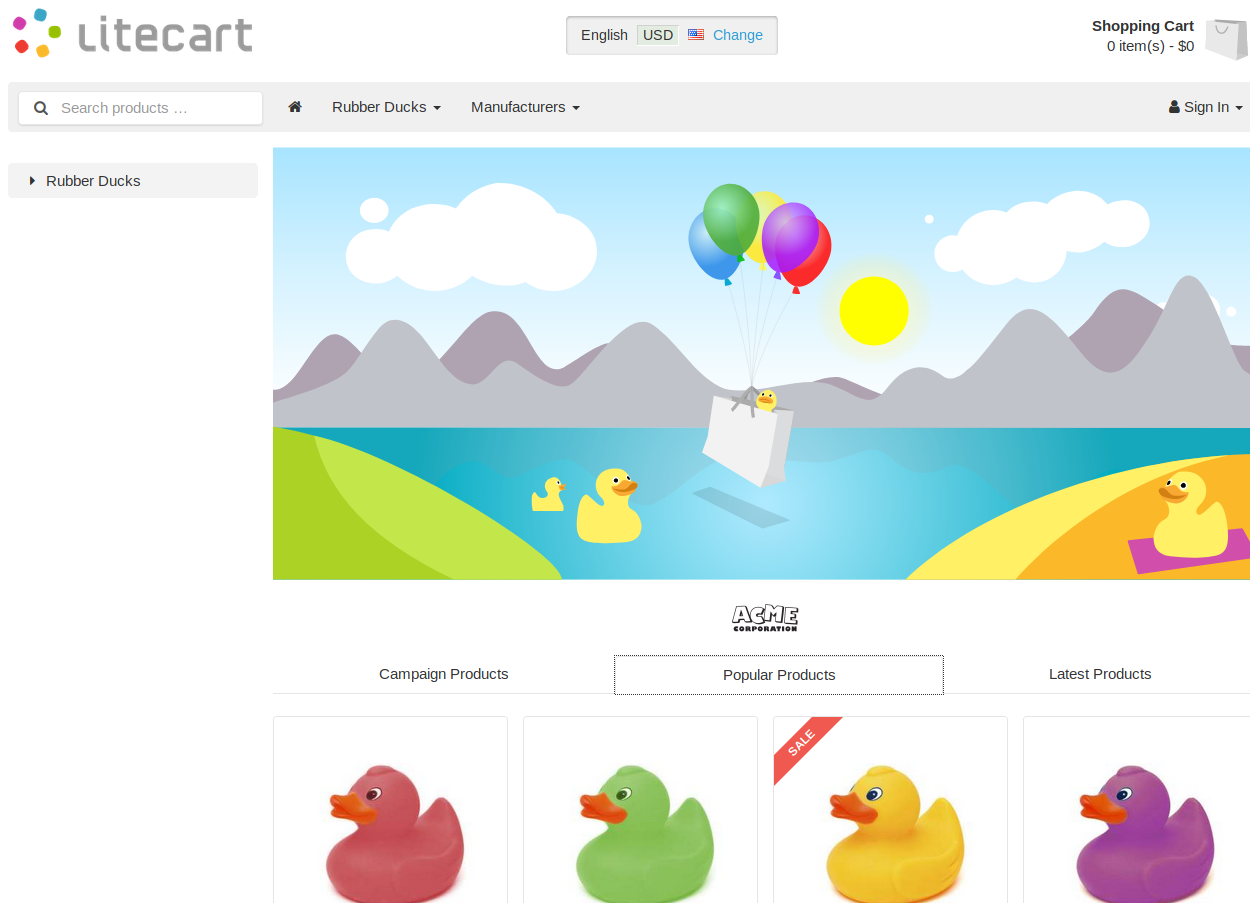 Litecart
English USD Change
Shopping Cart
0 item(s) - $0
Search products …
Rubber Ducks
Manufacturers
Sign In
Rubber Ducks
ACME
CORPORATION
Campaign Products
Popular Products
Latest Products
SALE